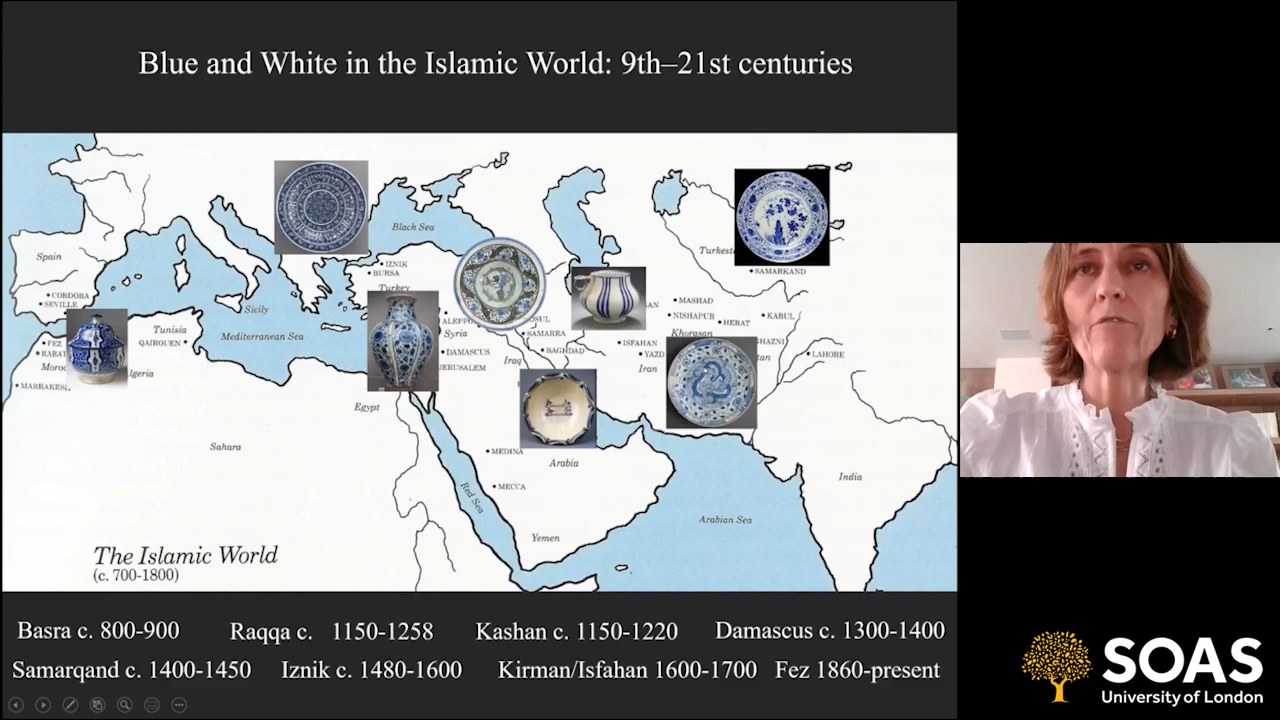 Blue and White in the Islamic World: 9th–21st centuries
Spain
CORDOBA
SEVILLE
FEZ
RABAT
MARRAKESH
Tunisia
QAIROUEN
Sicily
Mediterranean Sea
Black Sea
IZNIK
BURSA
Turkey
ALEPPO
Syria
DAMASCUS
JERUSALEM
SAMARRA
BAGHDAD
Iraq
Egypt
Sahara
MEDINA
MECCA
Arabia
Red Sea
Yemen
Arabian Sea
ISFAHAN
YAZD
Iran
MASHAD
NISHAPUR
HERAT
KABUL
Khorasan
SAMARKAND
LAHORE
India
The Islamic World
(c. 700-1800)
Basra c. 800-900 Raqqa c. 1150-1258 Kashan c. 1150-1220 Damascus c. 1300-1400
Samarqand c. 1400-1450 Iznik c. 1480-1600 Kirman/Isfahan 1600-1700 Fez 1860-present
SOAS
University of London